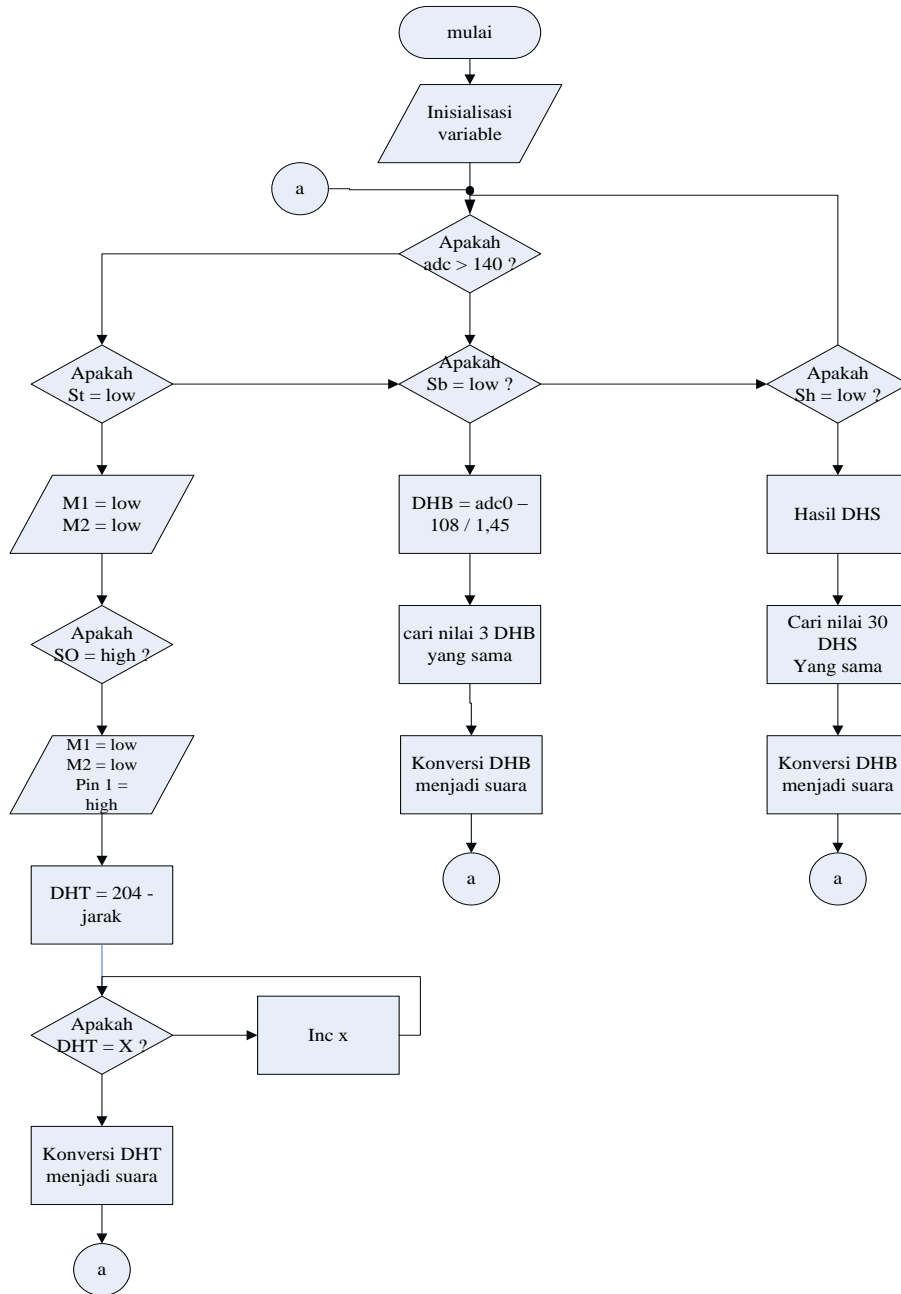 mulai
Inisialisasi
variable
a
Apakah
adc > 140 ?
Apakah
St = low
Apakah
Sb = low ?
Apakah
Sh = low ?
M1 = low
M2 = low
DHB = adc0 –
108 / 1,45
Hasil DHS
Apakah
SO = high ?
cari nilai 3 DHB
yang sama
Cari nilai 30
DHS
Yang sama
M1 = low
M2 = low
Pin 1 =
high
Konversi DHB
menjadi suara
Konversi DHB
menjadi suara
DHT = 204 -
jarak
a
a
Apakah
DHT = X ?
Inc x
Konversi DHT
menjadi suara
a